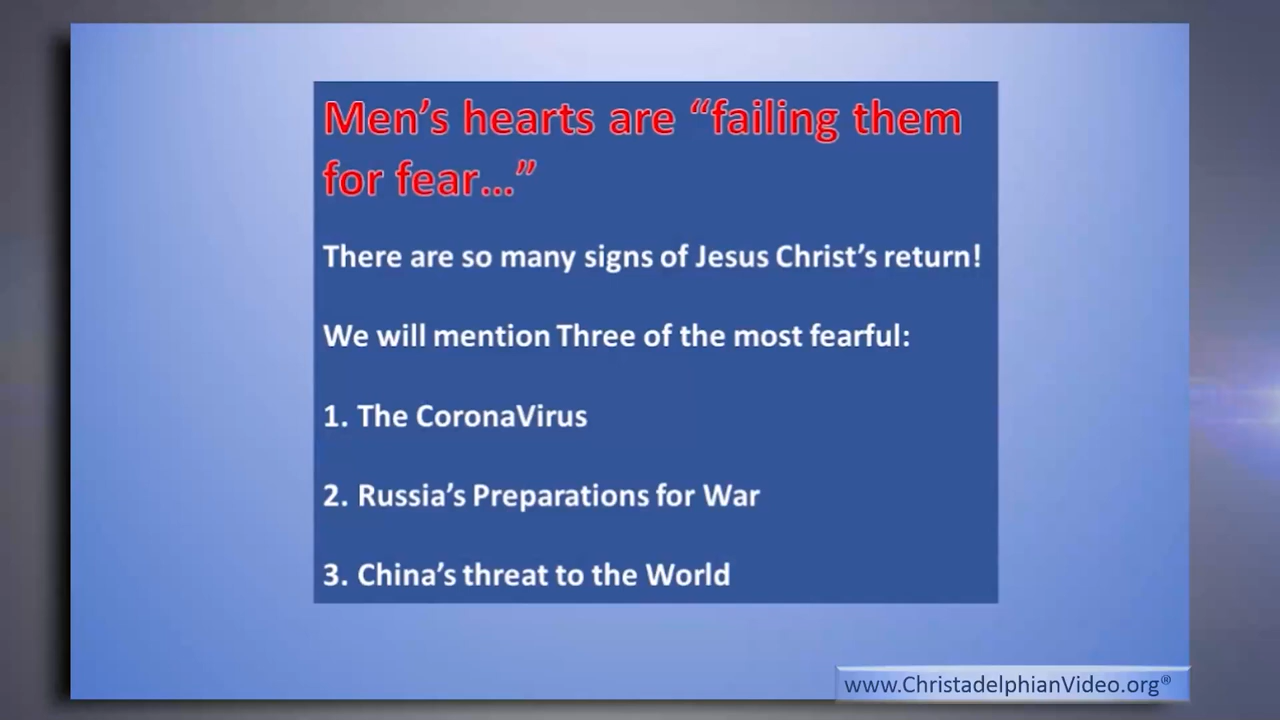 Men’s hearts are “failing them
for fear…”
There are so many signs of Jesus Christ’s return!
We will mention Three of the most fearful:
1. The CoronaVirus
2. Russia’s Preparations for War
3. China’s threat to the World
www.ChristadelphianVideo.org®